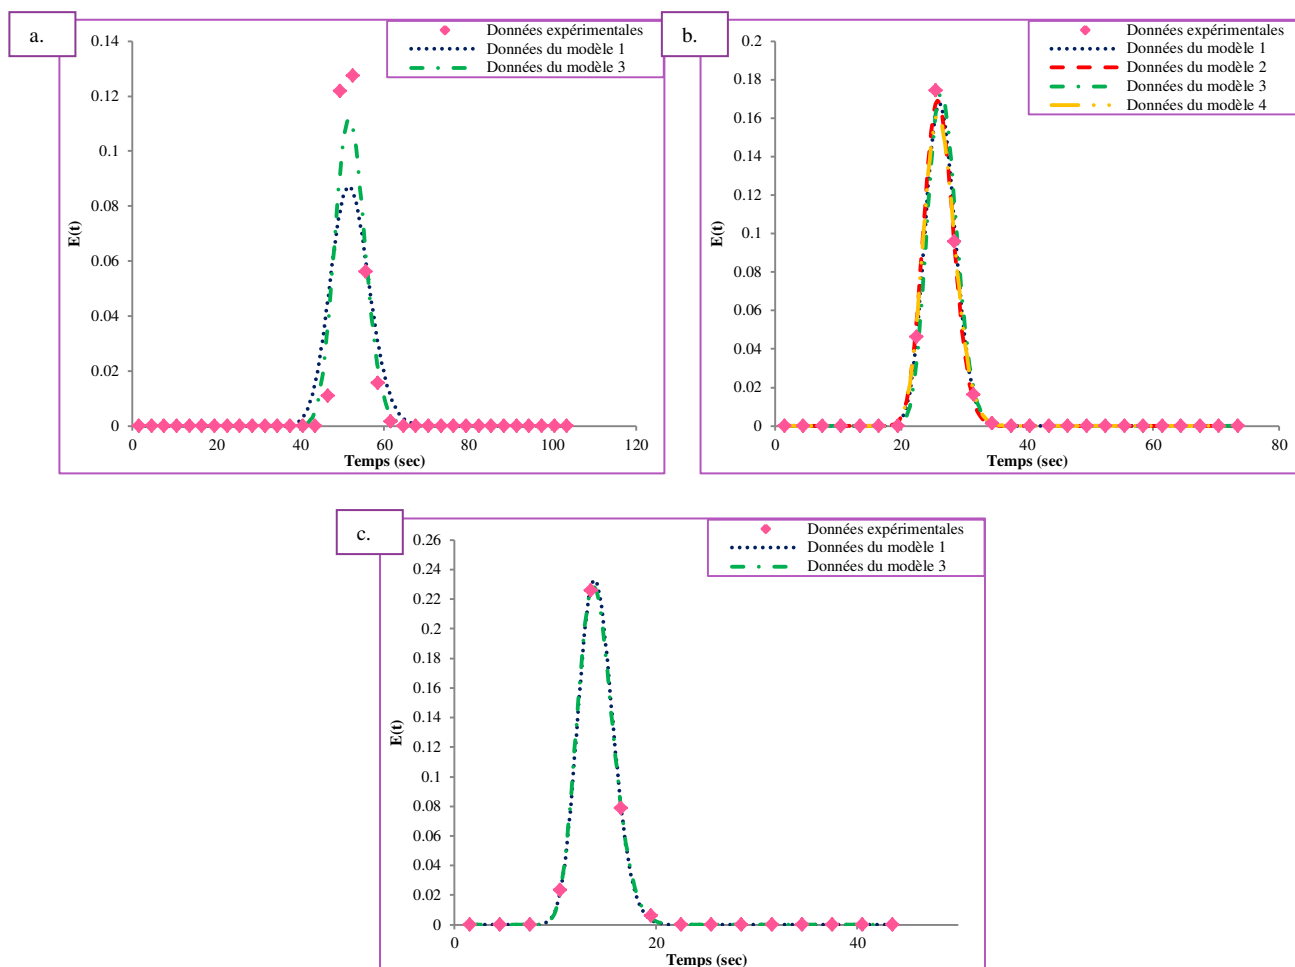 a.
Données expérimentales
Données du modèle 1
Données du modèle 3
0.14
0.12
0.1
0.08
0.06
0.04
0.02
0
E(t)
0 20 40 60 80 100 120
Temps (sec)
b.
Données expérimentales
Données du modèle 1
Données du modèle 2
Données du modèle 3
Données du modèle 4
0.2
0.18
0.16
0.14
0.12
0.1
0.08
0.06
0.04
0.02
0
E(t)
0 20 40 60 80
Temps (sec)
c.
Données expérimentales
Données du modèle 1
Données du modèle 3
0.26
0.24
0.22
0.2
0.18
0.16
0.14
0.12
0.1
0.08
0.06
0.04
0.02
0
E(t)
0 20 40
Temps (sec)